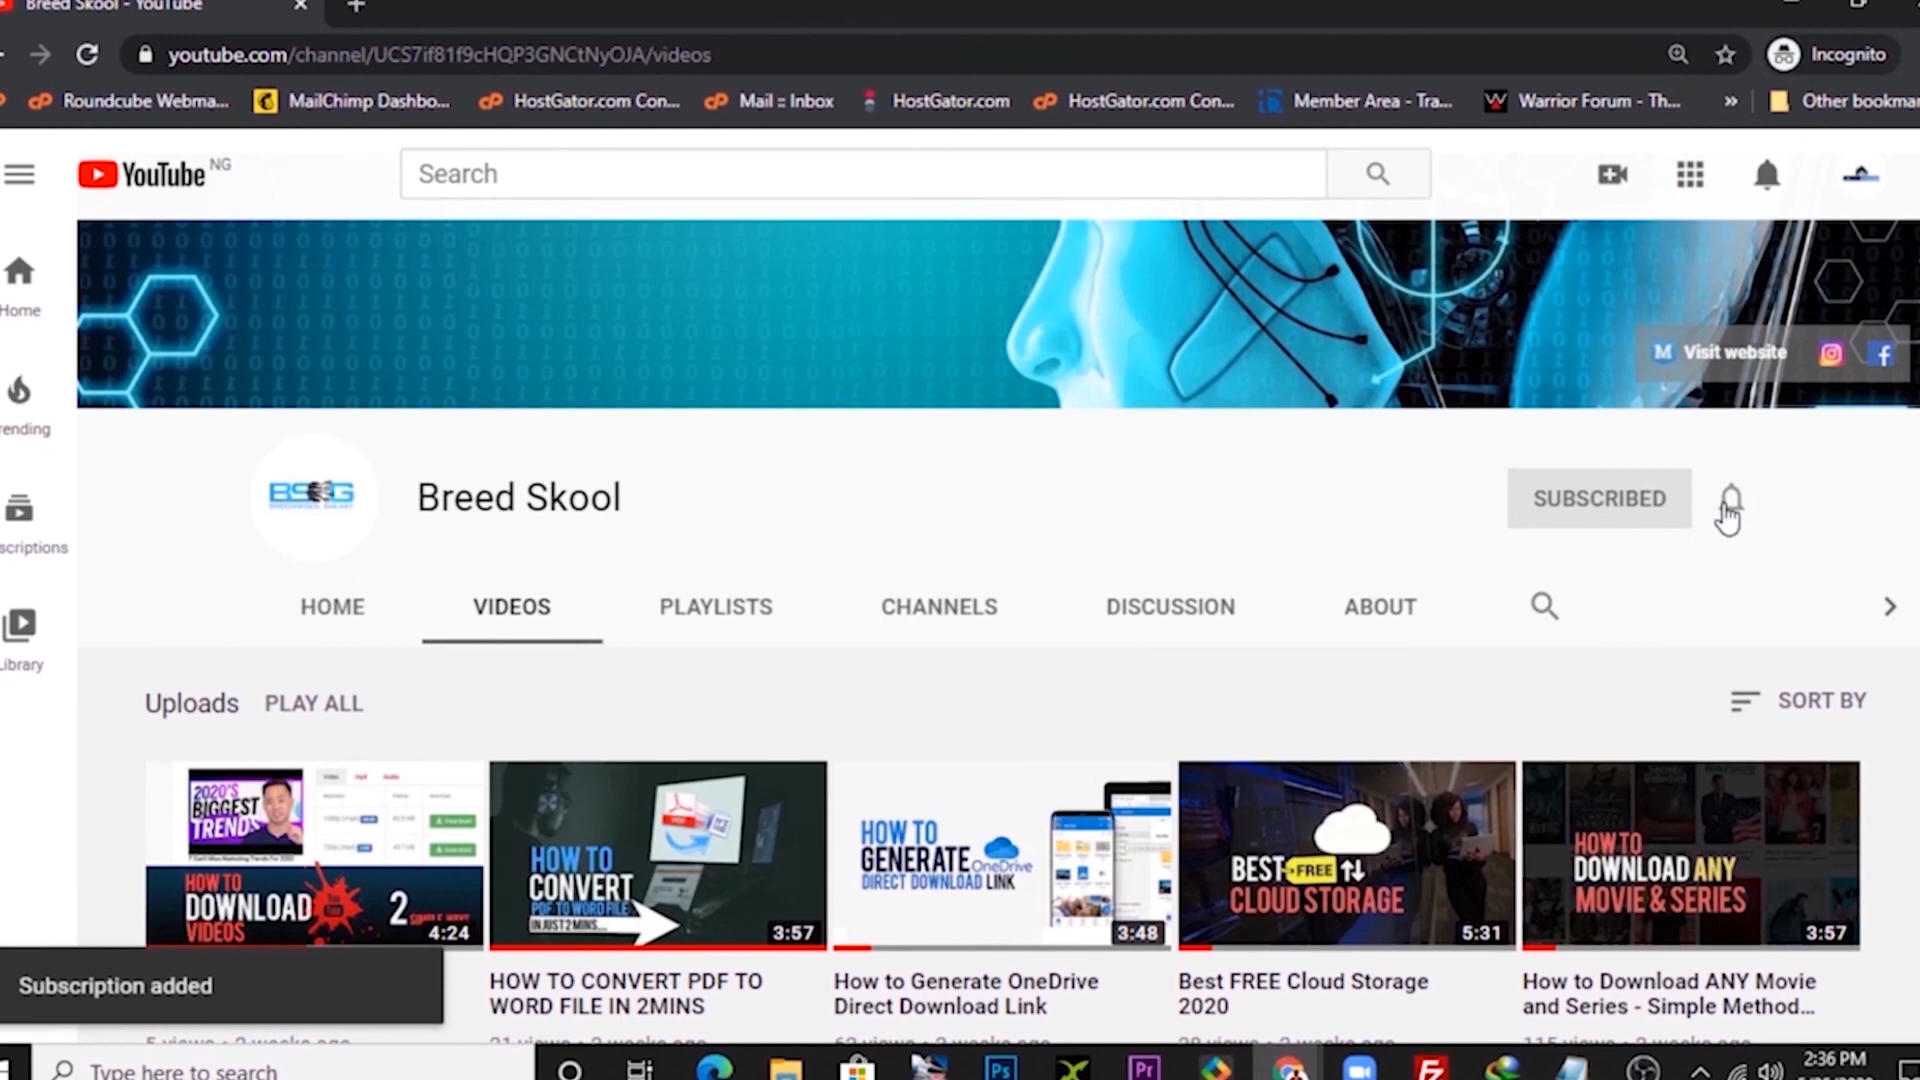 Breed Skool - YouTube
youtube.com/channel/UCS7if81f9cHQP3GNCtNyOJA/videos
Incognito
Roundcube Webma...
MailChimp Dashbo...
HostGator.com Con...
Mail :: Inbox
HostGator.com
HostGator.com Con...
Member Area - Tra...
Warrior Forum - Th...
Other bookmar
YouTube NG
Search
Home
rending
scriptions
Library
Visit website
BSG
Breed Skool
SUBSCRIBED
HOME
VIDEOS
PLAYLISTS
CHANNELS
DISCUSSION
ABOUT
Uploads
PLAY ALL
SORT BY
2020'S
BIGGEST
TRENDS
HOW TO
DOWNLOAD
VIDEOS
2
4:24
PDF
HOW TO
CONVERT
PDF TO WORD FILE
IN JUST 2 MINS...
3:57
HOW TO
GENERATE OneDrive
DIRECT DOWNLOAD LINK
3:48
BEST FREE
CLOUD STORAGE
5:31
HOW TO
DOWNLOAD ANY
MOVIE & SERIES
3:57
HOW TO CONVERT PDF TO
WORD FILE IN 2MINS
How to Generate OneDrive
Direct Download Link
Best FREE Cloud Storage
2020
How to Download ANY Movie
and Series - Simple Method...
Subscription added
Type here to search
Ps
Pr
2:36 PM